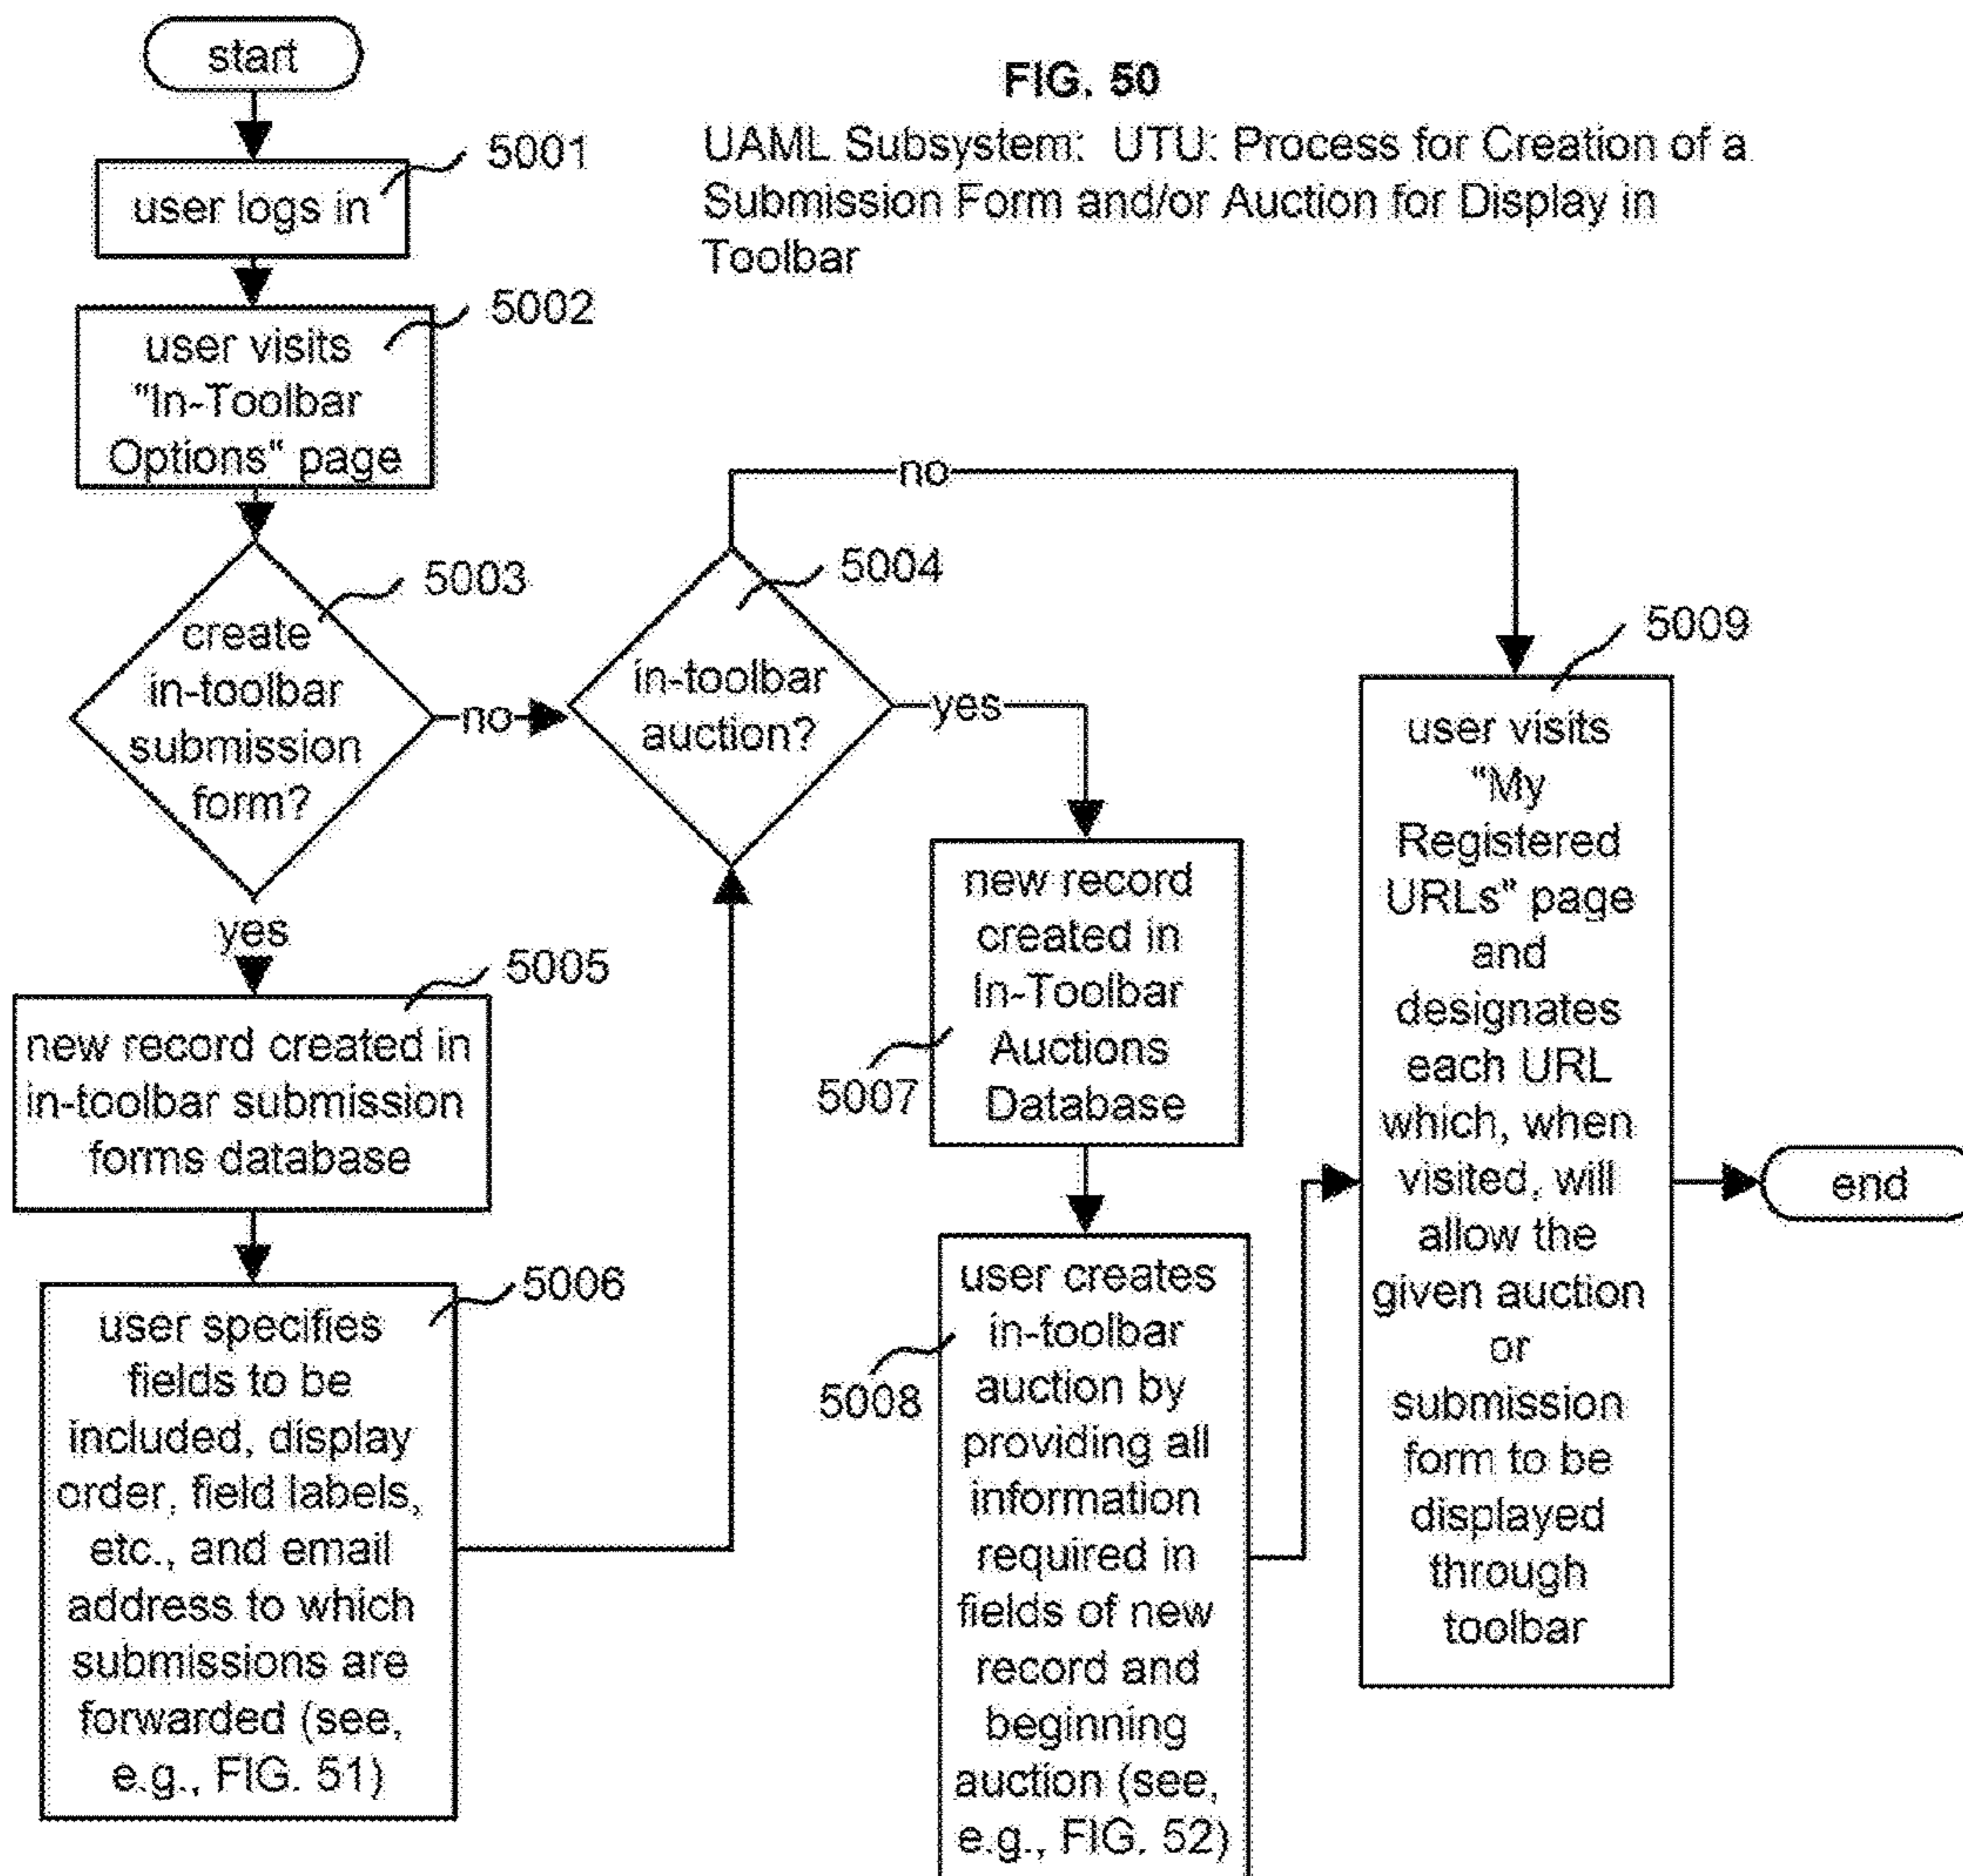 start
FIG. 50
UAML Subsystem: UTU: Process for Creation of a
Submission Form and/or Auction for Display in
Toolbar
5001
user logs in
5002
user visits
"In-Toolbar
Options" page
5003
create
in-toolbar
submission
form?
no
yes
5004
in-toolbar
auction?
no
yes
5005
new record created in
in-toolbar submission
forms database
5006
user specifies
fields to be
included, display
order, field labels,
etc., and email
address to which
submissions are
forwarded (see,
e.g., FIG. 51)
5007
new record
created in
In-Toolbar
Auctions
Database
5008
user creates
in-toolbar
auction by
providing all
information
required in
fields of new
record and
beginning
auction (see,
e.g., FIG. 52)
5009
user visits
"My
Registered
URLs" page
and
designates
each URL
which, when
visited, will
allow the
given auction
or
submission
form to be
displayed
through
toolbar
end